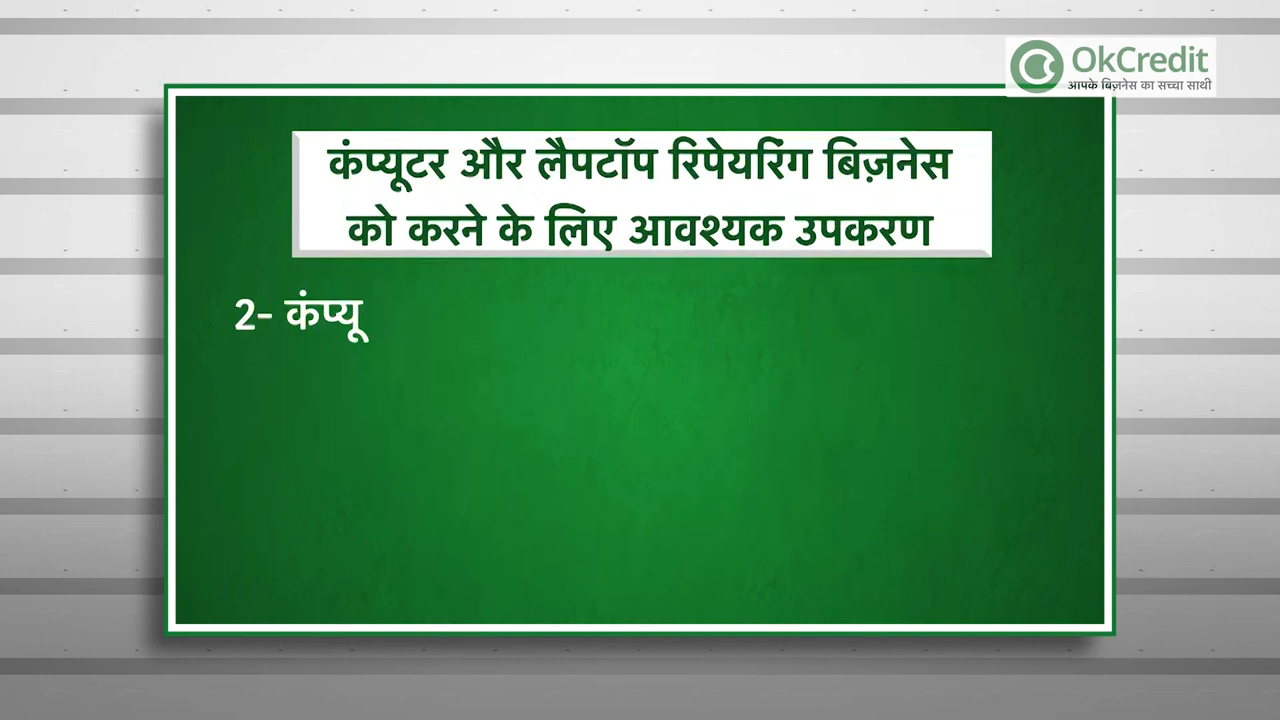 OkCredit
आपके बिज़नेस का सच्चा साथी
कंप्यूटर और लैपटॉप रिपेयरिंग बिज़नेस
को करने के लिए आवश्यक उपकरण
2- कंप्यू